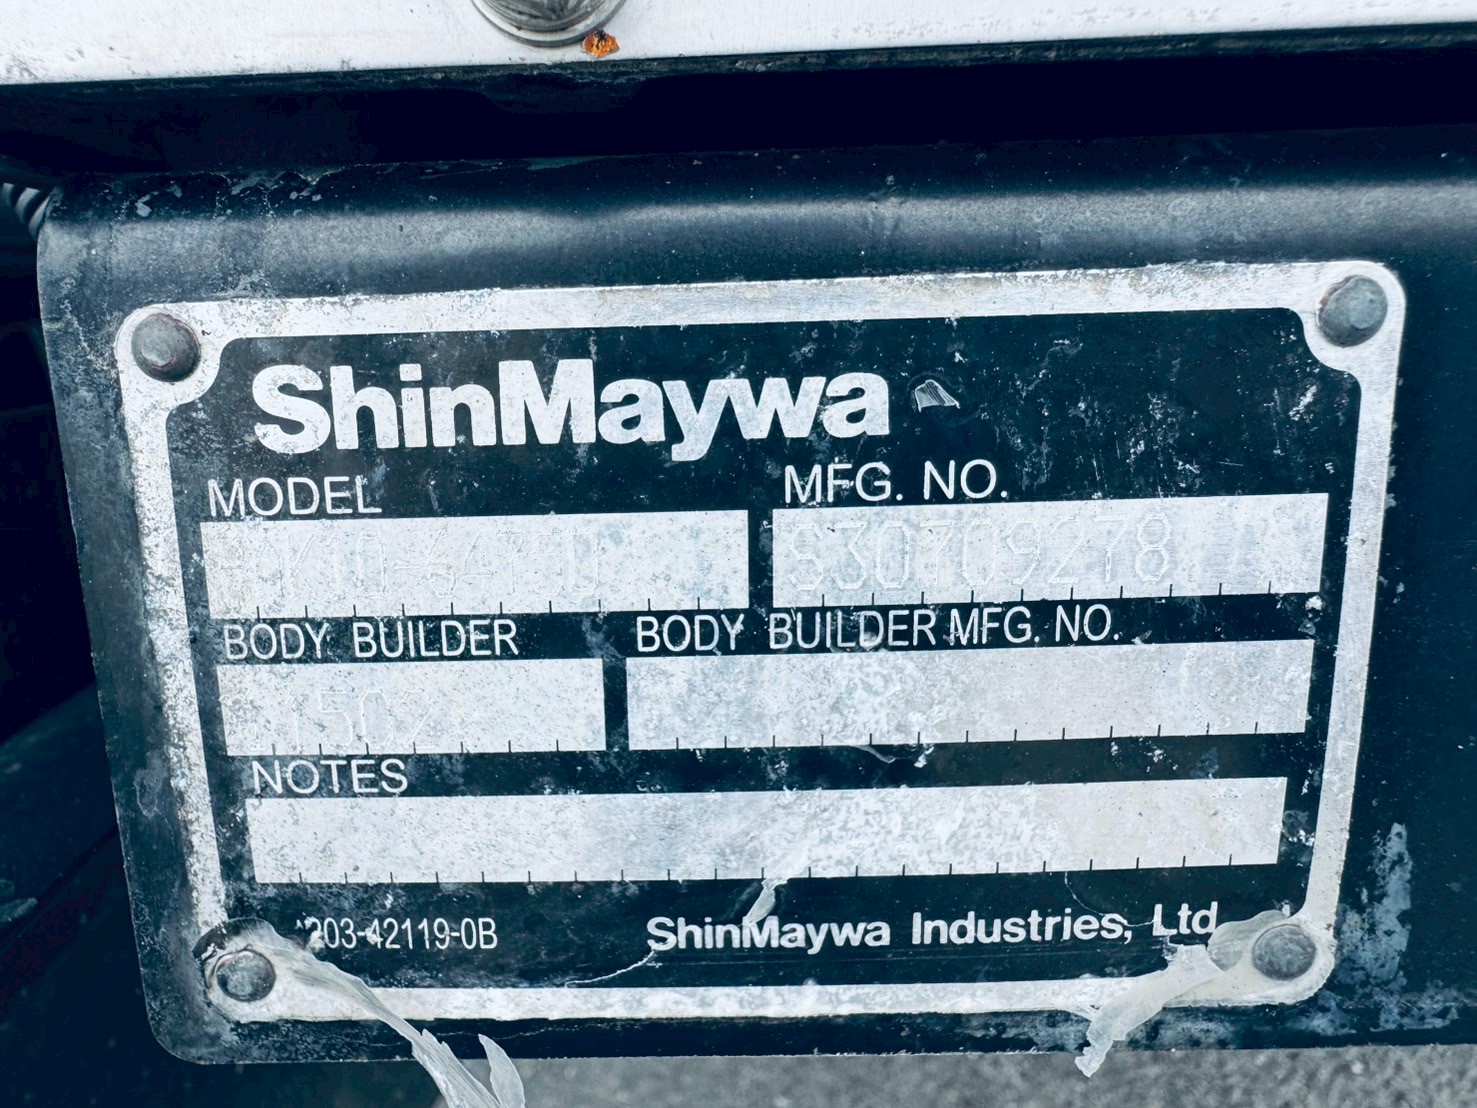 ShinMaywa
MODEL
MFG. NO.
S30709278
BODY BUILDER
BODY BUILDER MFG. NO.
NOTES
203-42119-0B
ShinMaywa Industries, Ltd